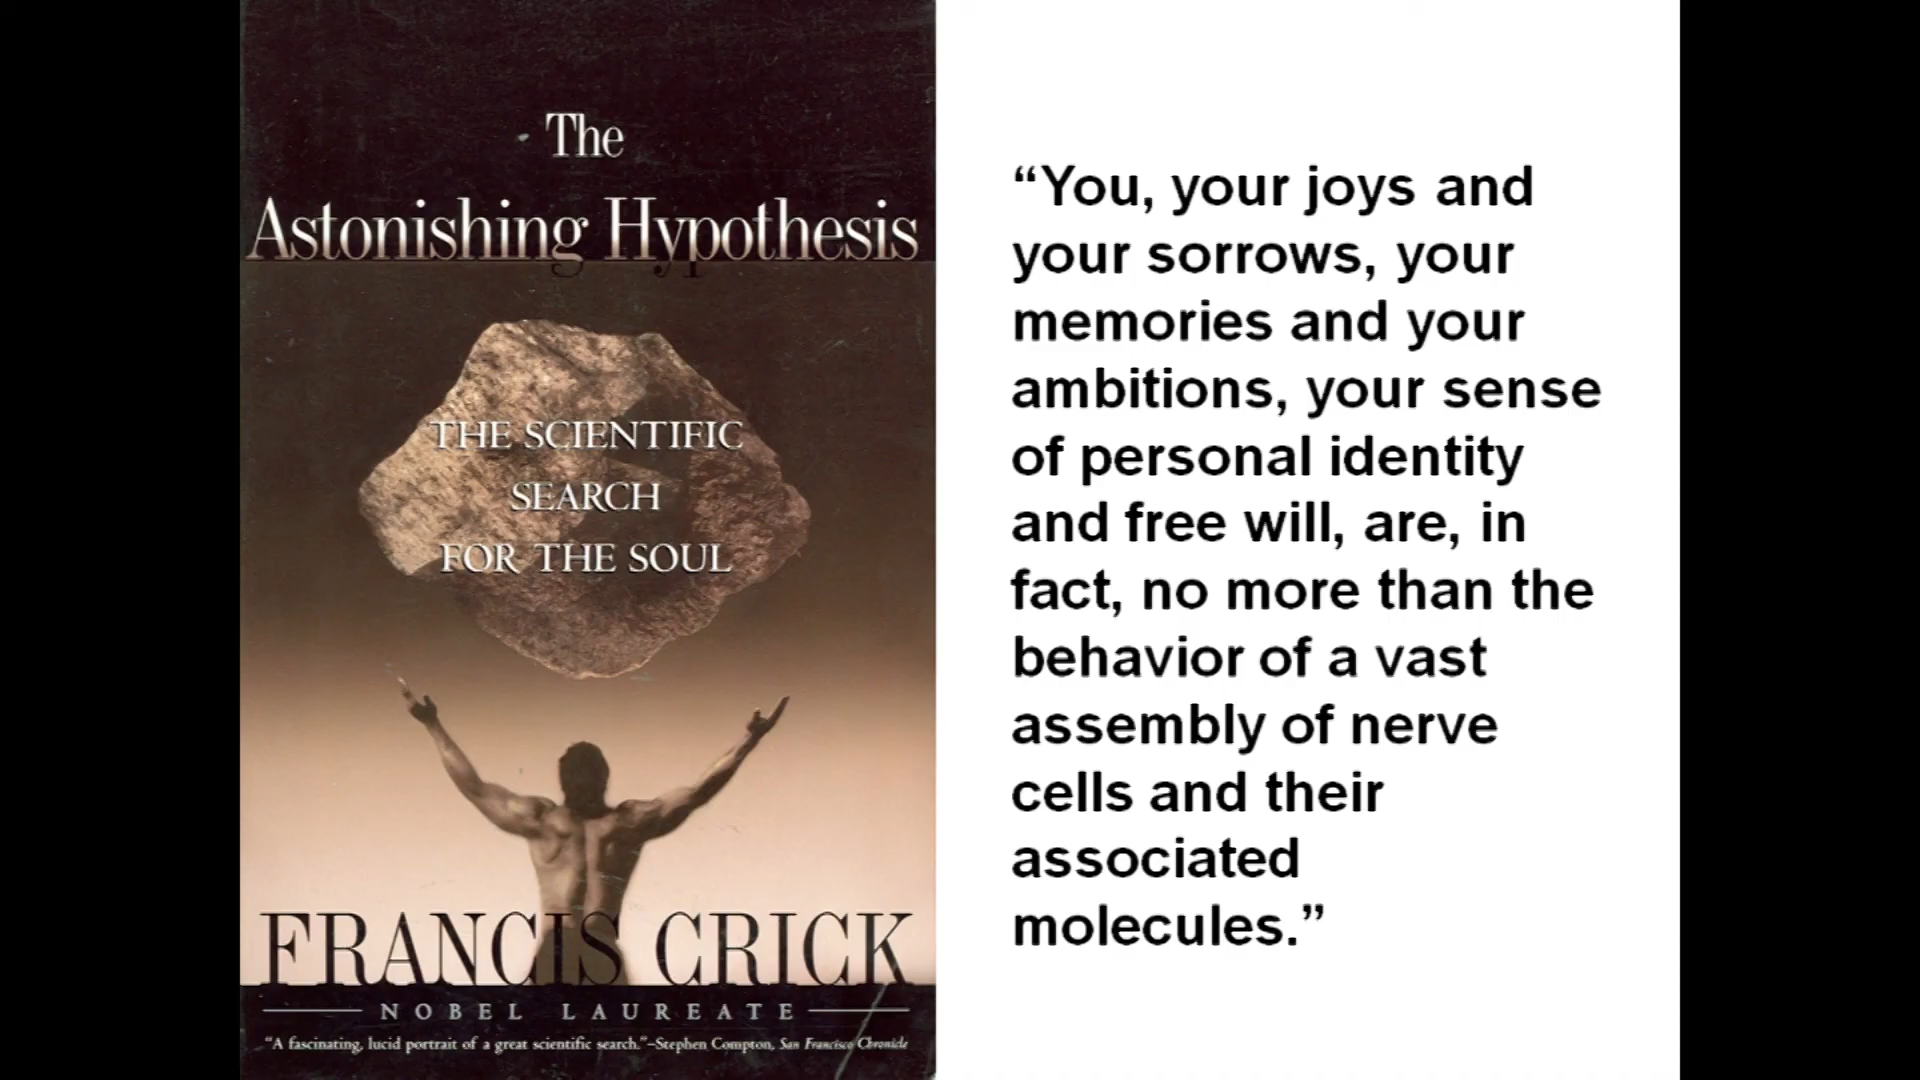 The
Astonishing Hypothesis
THE SCIENTIFIC
SEARCH
FOR THE SOUL
FRANCIS CRICK
NOBEL LAUREATE
“A fascinating, lucid portrait of a great scientific search.”–Stephen Compton, San Francisco Chronicle
“You, your joys and
your sorrows, your
memories and your
ambitions, your sense
of personal identity
and free will, are, in
fact, no more than the
behavior of a vast
assembly of nerve
cells and their
associated
molecules.”